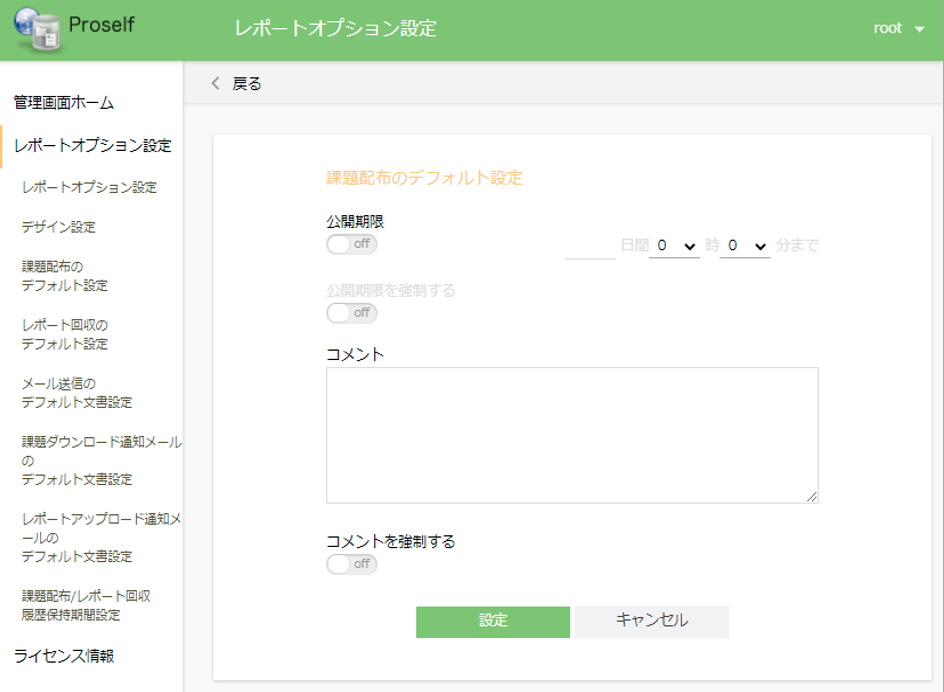 Proself
レポートオプション設定
root
戻る
管理画面ホーム
レポートオプション設定
レポートオプション設定
デザイン設定
課題配布の
デフォルト設定
レポート回収の
デフォルト設定
メール送信の
デフォルト文書設定
課題ダウンロード通知メール
の
デフォルト文書設定
レポートアップロード通知メ
ールの
デフォルト文書設定
課題配布/レポート回収
履歴保持期間設定
ライセンス情報
課題配布のデフォルト設定
公開期限
off 日間 0 時 0 分まで
公開期限を強制する
off
コメント
コメントを強制する
off
設定 キャンセル